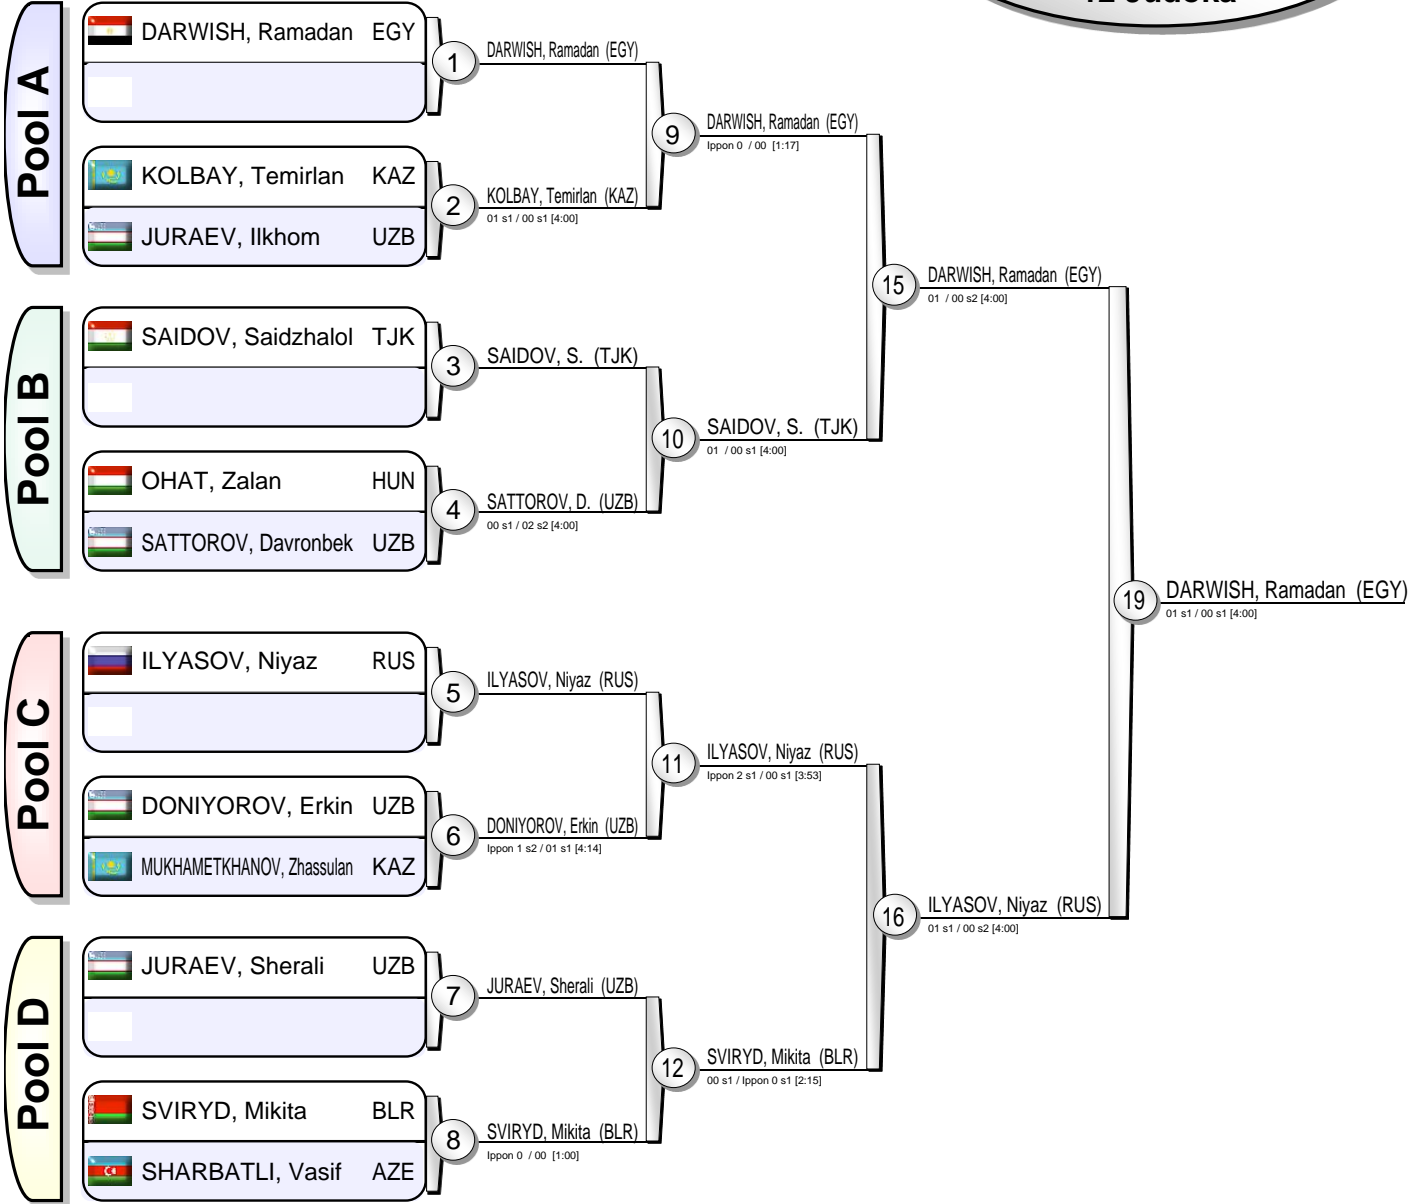 12 Judoka
Pool A
DARWISH, Ramadan EGY
KOLBAY, Temirlan KAZ
JURAEV, Ilkhom UZB
Pool B
SAIDOV, Saidzhalol TJK
OHAT, Zalan HUN
SATTOROV, Davronbek UZB
Pool C
ILYASOV, Niyaz RUS
DONIYOROV, Erkin UZB
MUKHAMETKHANOV, Zhassulan KAZ
Pool D
JURAEV, Sherali UZB
SVIRYD, Mikita BLR
SHARBATLI, Vasif AZE
1
DARWISH, Ramadan (EGY)
2
KOLBAY, Temirlan (KAZ)
01 s1 / 00 s1 [4:00]
3
SAIDOV, S. (TJK)
4
SATTOROV, D. (UZB)
00 s1 / 02 s2 [4:00]
5
ILYASOV, Niyaz (RUS)
6
DONIYOROV, Erkin (UZB)
Ippon 1 s2 / 01 s1 [4:14]
7
JURAEV, Sherali (UZB)
8
SVIRYD, Mikita (BLR)
Ippon 0 / 00 [1:00]
9
DARWISH, Ramadan (EGY)
Ippon 0 / 00 [1:17]
10
SAIDOV, S. (TJK)
01 / 00 s1 [4:00]
11
ILYASOV, Niyaz (RUS)
Ippon 2 s1 / 00 s1 [3:53]
12
SVIRYD, Mikita (BLR)
00 s1 / Ippon 0 s1 [2:15]
15
DARWISH, Ramadan (EGY)
01 / 00 s2 [4:00]
16
ILYASOV, Niyaz (RUS)
01 s1 / 00 s2 [4:00]
19
DARWISH, Ramadan (EGY)
01 s1 / 00 s1 [4:00]